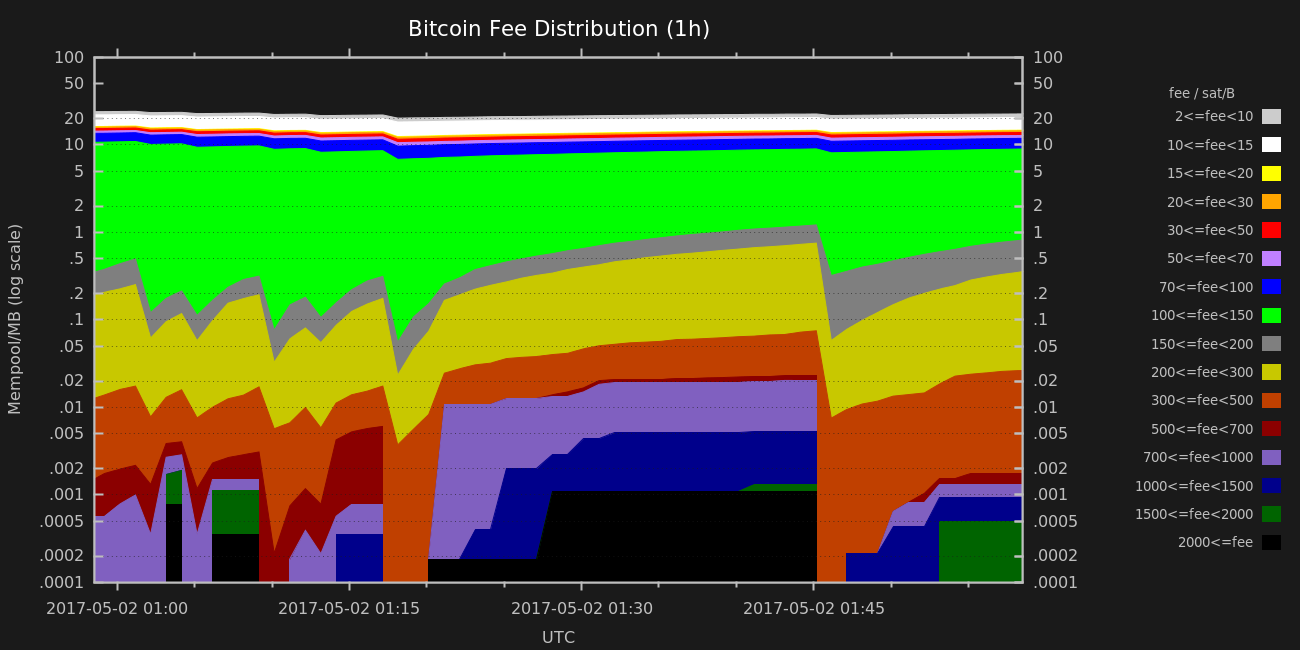 Bitcoin Fee Distribution (1h)
100 100
50 50
20 20
10 10
5 5
2 2
1 1
.5 .5
.2 .2
.1 .1
.05 .05
.02 .02
.01 .01
.005 .005
.002 .002
.001 .001
.0005 .0005
.0002 .0002
.0001 .0001
Mempool/MB (log scale)
2017-05-02 01:00 2017-05-02 01:15 2017-05-02 01:30 2017-05-02 01:45
UTC
fee / sat/B
2<=fee<10
10<=fee<15
15<=fee<20
20<=fee<30
30<=fee<50
50<=fee<70
70<=fee<100
100<=fee<150
150<=fee<200
200<=fee<300
300<=fee<500
500<=fee<700
700<=fee<1000
1000<=fee<1500
1500<=fee<2000
2000<=fee